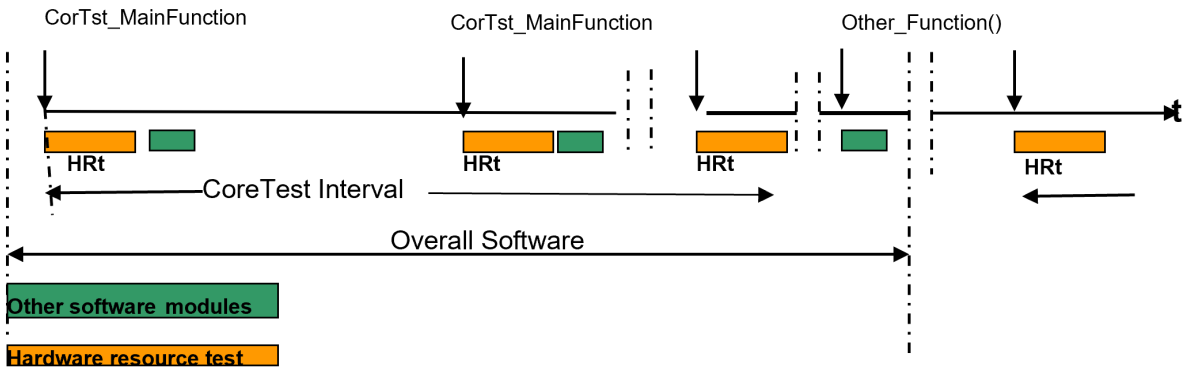 CorTst_MainFunction
CorTst_MainFunction
Other_Function()
t
HRt
HRt
HRt
HRt
CoreTest Interval
Overall Software
Other software modules
Hardware resource test